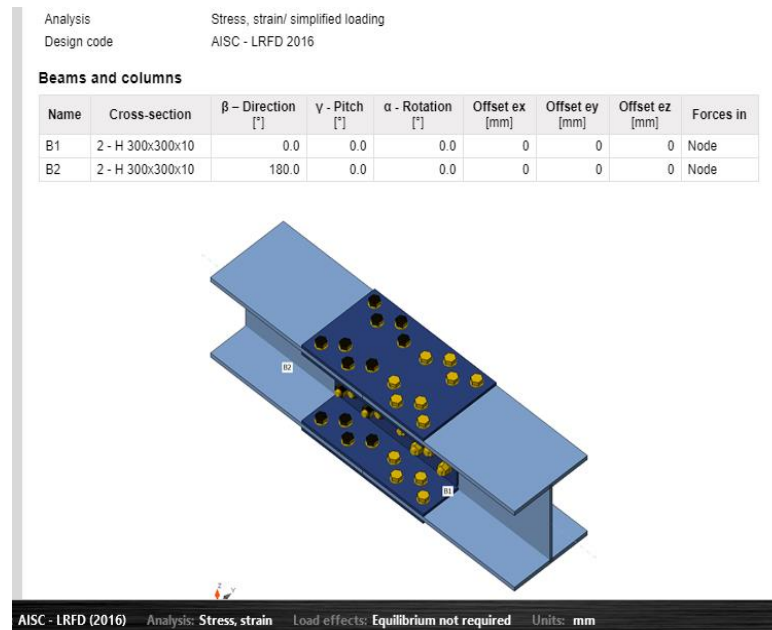 Analysis Stress, strain/ simplified loading
Design code AISC - LRFD 2016
Beams and columns
Name Cross-section β – Direction [°] γ - Pitch [°] α - Rotation [°] Offset ex [mm] Offset ey [mm] Offset ez [mm] Forces in
B1 2 - H 300x300x10 0.0 0.0 0.0 0 0 0 Node
B2 2 - H 300x300x10 180.0 0.0 0.0 0 0 0 Node
B2
B1
z
Y
AISC - LRFD (2016) Analysis: Stress, strain Load effects: Equilibrium not required Units: mm